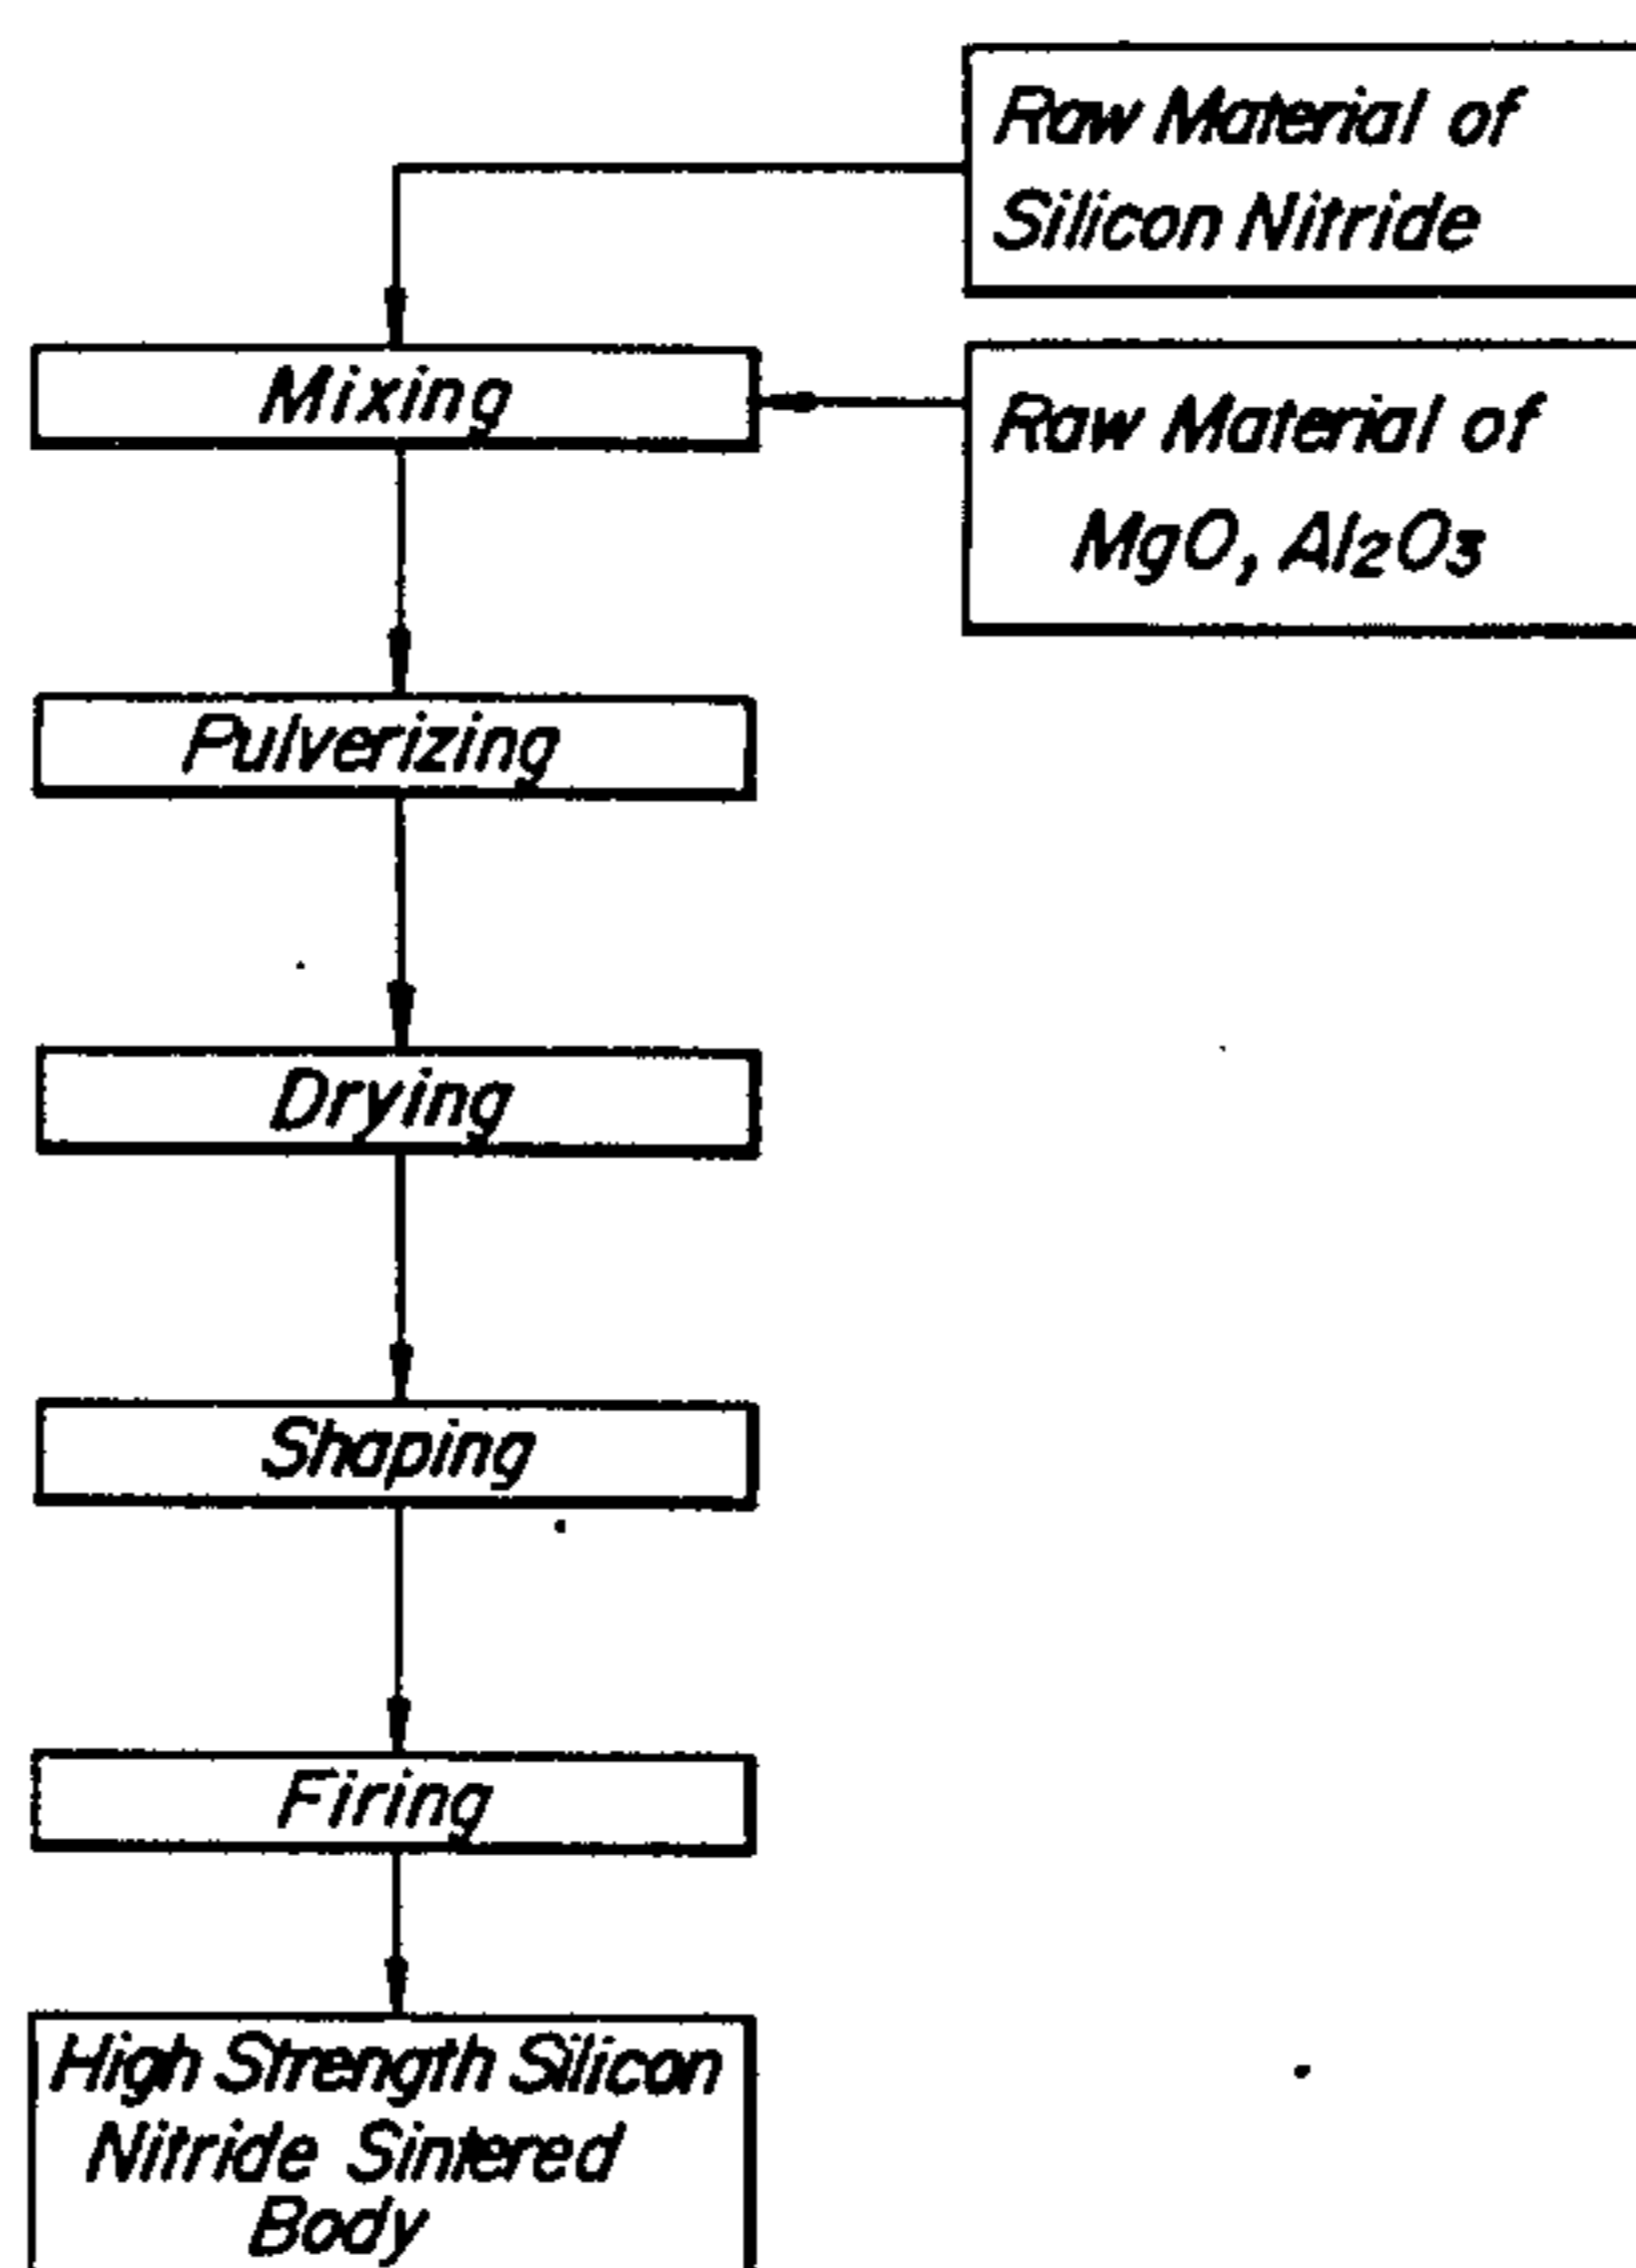 Raw Material of
Silicon Nitride
Mixing
Raw Material of
MgO, Al₂O₃
Pulverizing
Drying
Shaping
Firing
High Strength Silicon
Nitride Sintered
Body